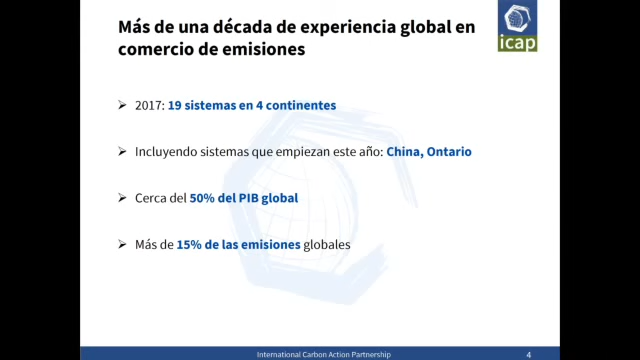 Más de una década de experiencia global en
comercio de emisiones
icap
2017: 19 sistemas en 4 continentes
Incluyendo sistemas que empiezan este año: China, Ontario
Cerca del 50% del PIB global
Más de 15% de las emisiones globales
International Carbon Action Partnership
4